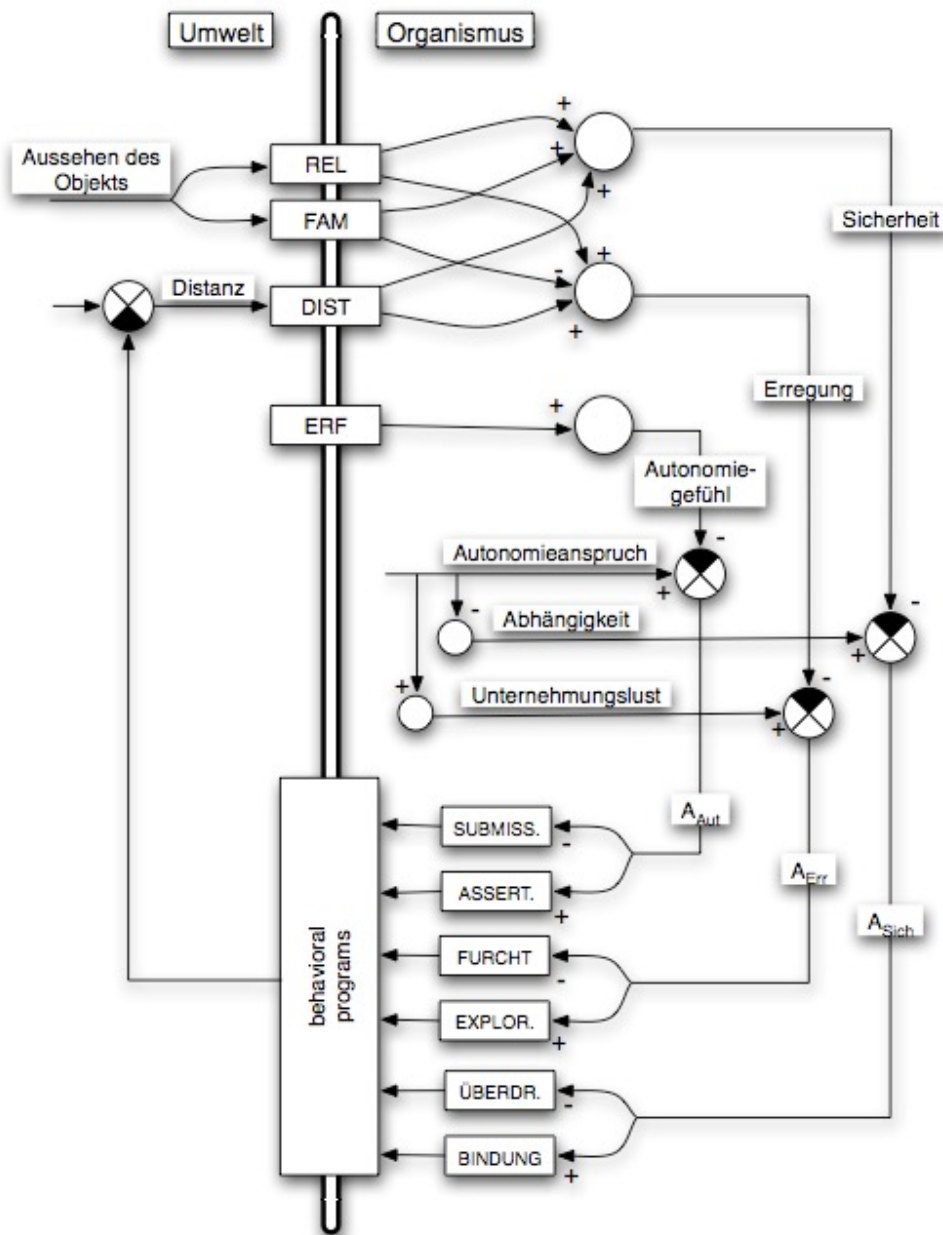 Umwelt
Organismus
Aussehen des
Objekts
REL
FAM
Distanz
DIST
ERF
+
+
+
+
-
+
+
Sicherheit
Erregung
Autonomie-
gefühl
-
Autonomieanspruch
+
-
Abhängigkeit
-
+
+
Unternehmungslust
-
+
A_Aut
A_Err
A_Sich
SUBMISS.
-
ASSERT.
+
FURCHT
-
EXPLOR.
+
ÜBERDR.
-
BINDUNG
+
behavioral
programs